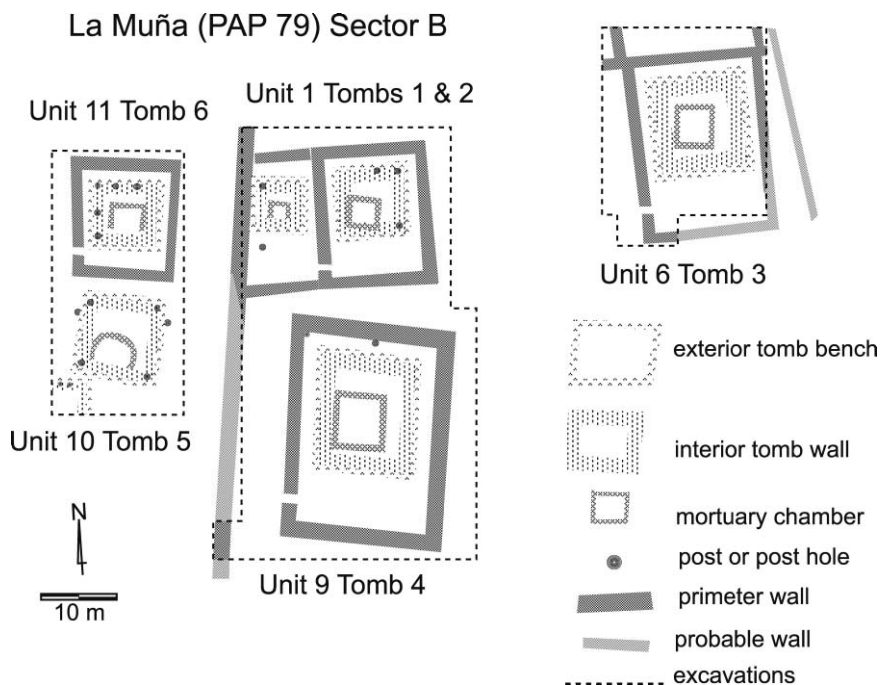 La Muña (PAP 79) Sector B
Unit 11 Tomb 6
Unit 1 Tombs 1 & 2
Unit 6 Tomb 3
Unit 10 Tomb 5
Unit 9 Tomb 4
N
10 m
exterior tomb bench
interior tomb wall
mortuary chamber
post or post hole
primeter wall
probable wall
excavations